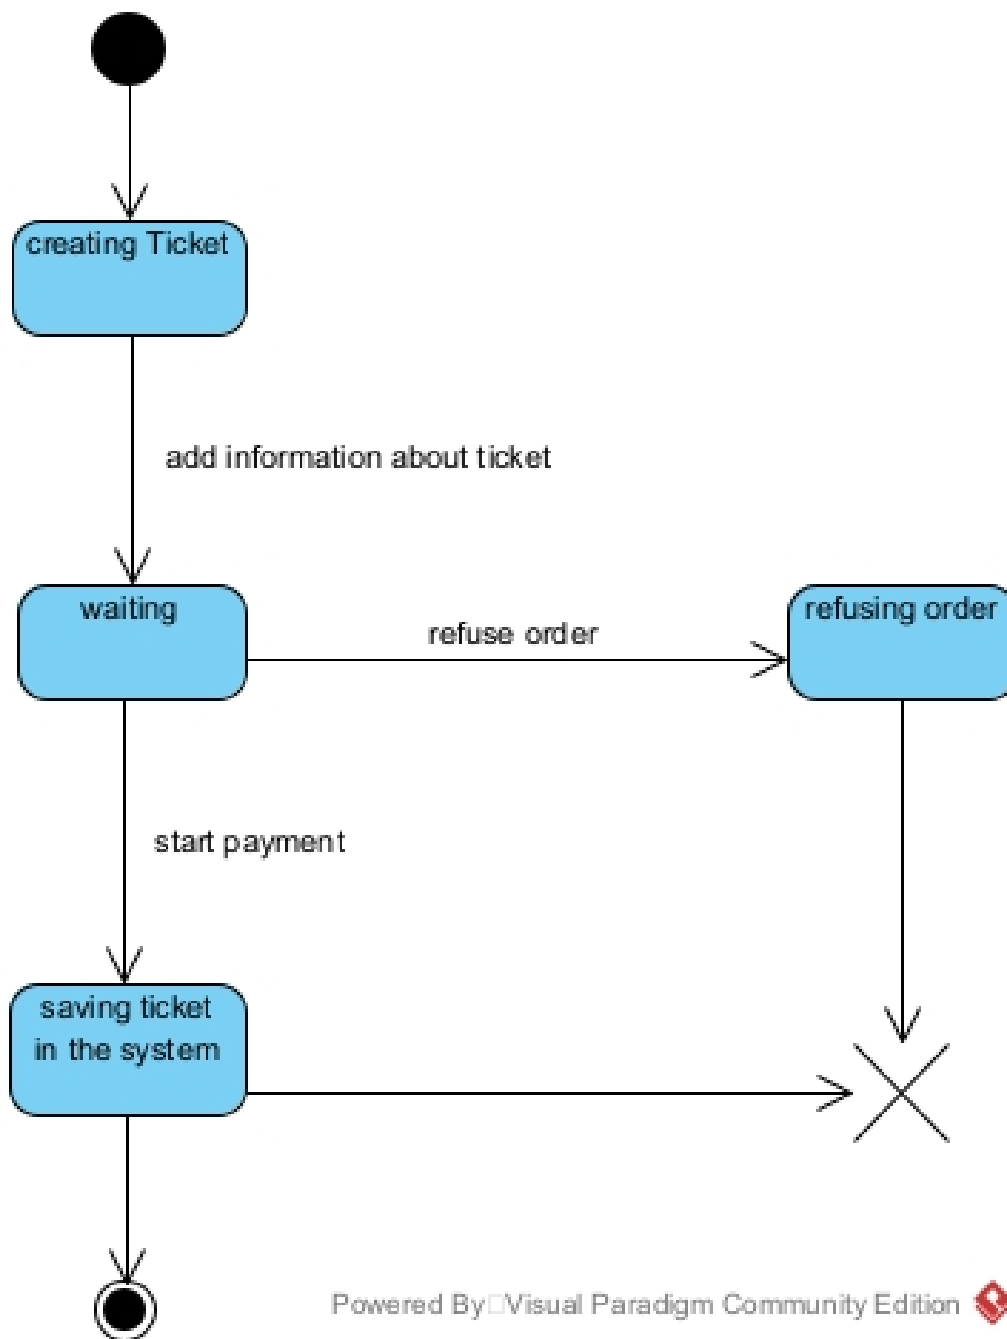 creating Ticket
add information about ticket
waiting
refuse order
refusing order
start payment
saving ticket
in the system
Powered By Visual Paradigm Community Edition